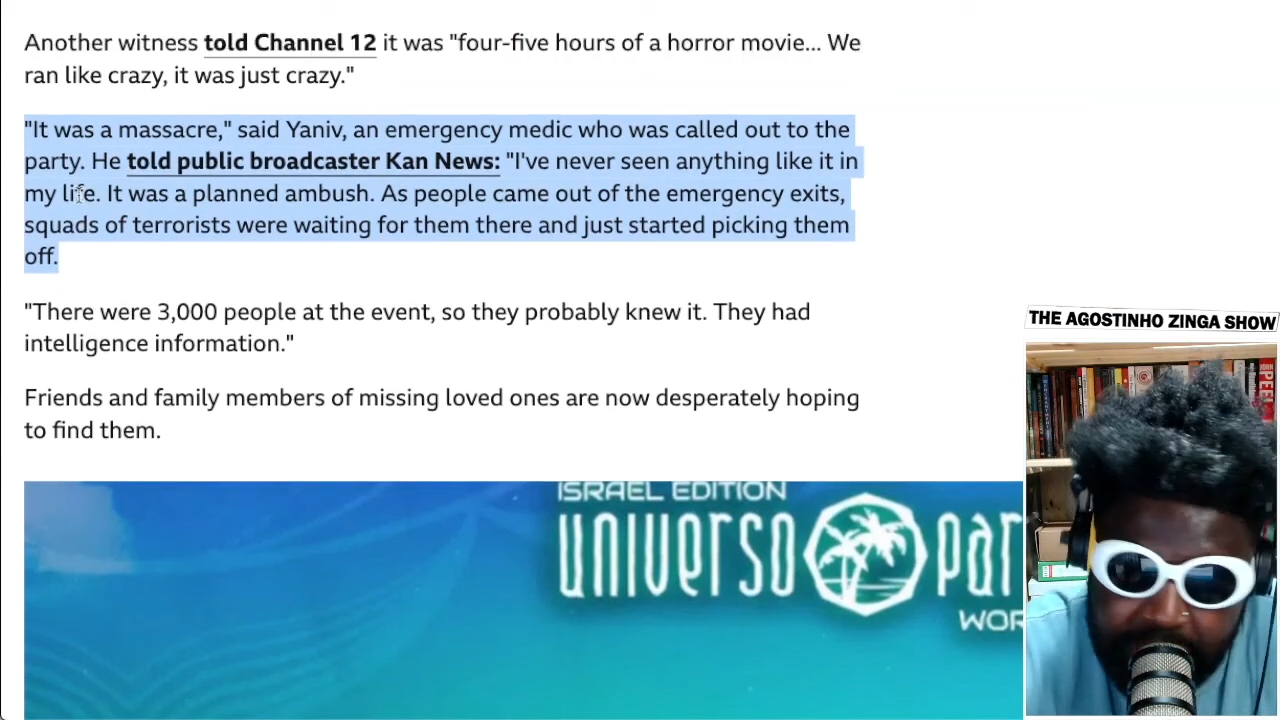 Another witness told Channel 12 it was "four-five hours of a horror movie... We
ran like crazy, it was just crazy."
"It was a massacre," said Yaniv, an emergency medic who was called out to the
party. He told public broadcaster Kan News: "I've never seen anything like it in
my life. It was a planned ambush. As people came out of the emergency exits,
squads of terrorists were waiting for them there and just started picking them
off.
"There were 3,000 people at the event, so they probably knew it. They had
intelligence information."
Friends and family members of missing loved ones are now desperately hoping
to find them.
ISRAEL EDITION
UNIVERSO
THE AGOSTINHO ZINGA SHOW